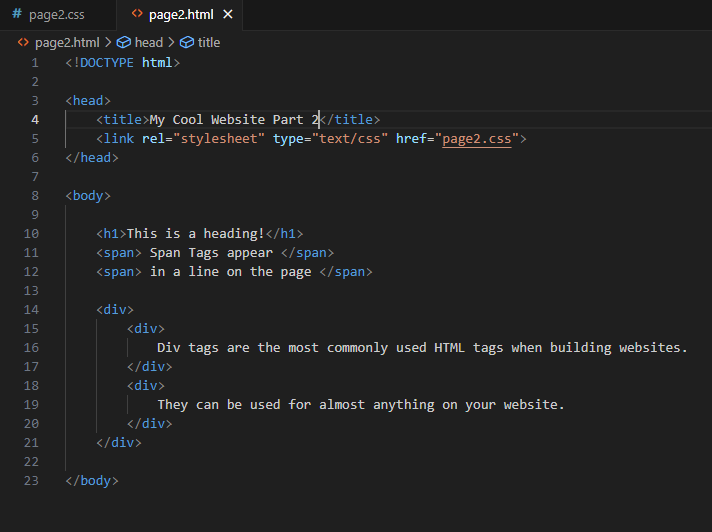 # page2.css <> page2.html ×
<> page2.html > head > title
1 <!DOCTYPE html>
2
3 <head>
4     <title>My Cool Website Part 2</title>
5     <link rel="stylesheet" type="text/css" href="page2.css">
6 </head>
7
8 <body>
9
10     <h1>This is a heading!</h1>
11     <span> Span Tags appear </span>
12     <span> in a line on the page </span>
13
14     <div>
15         <div>
16             Div tags are the most commonly used HTML tags when building websites.
17         </div>
18         <div>
19             They can be used for almost anything on your website.
20         </div>
21     </div>
22
23 </body>